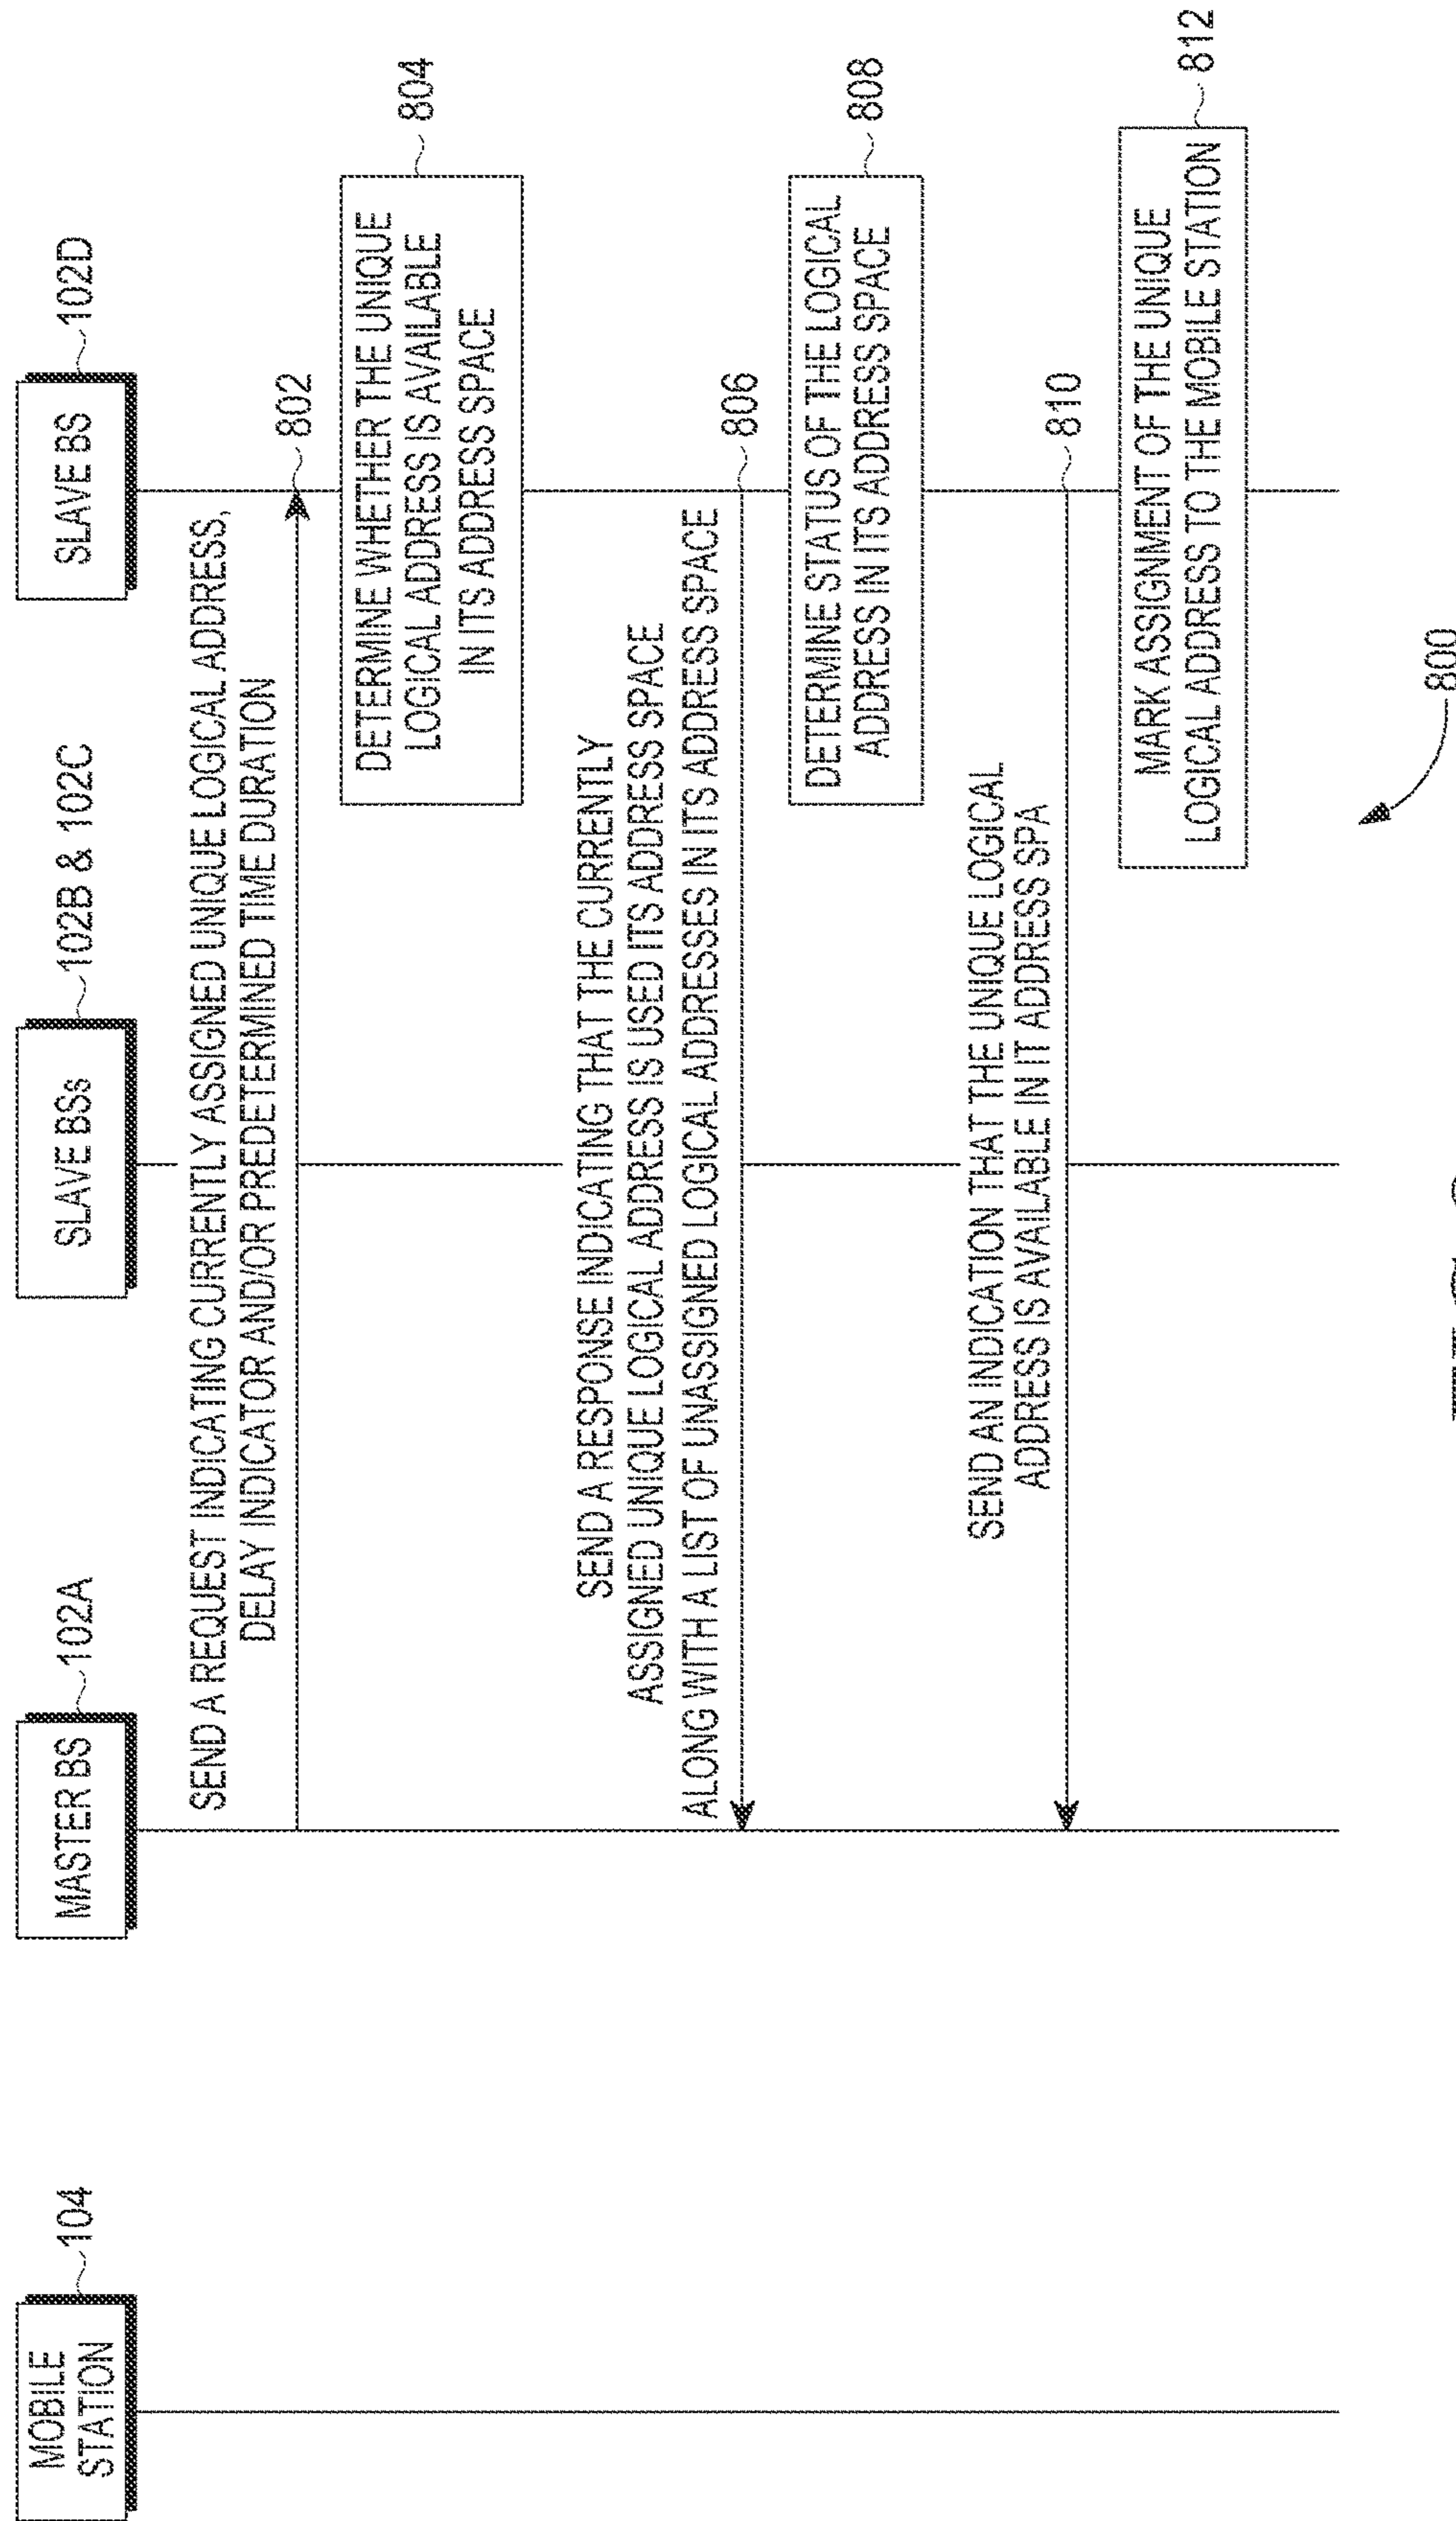 MOBILE
STATION
104
MASTER BS
102A
SLAVE BSs
102B & 102C
SLAVE BS
102D
SEND A REQUEST INDICATING CURRENTLY ASSIGNED UNIQUE LOGICAL ADDRESS,
DELAY INDICATOR AND/OR PREDETERMINED TIME DURATION
802
DETERMINE WHETHER THE UNIQUE
LOGICAL ADDRESS IS AVAILABLE
IN ITS ADDRESS SPACE
804
SEND A RESPONSE INDICATING THAT THE CURRENTLY
ASSIGNED UNIQUE LOGICAL ADDRESS IS USED ITS ADDRESS SPACE
ALONG WITH A LIST OF UNASSIGNED LOGICAL ADDRESSES IN ITS ADDRESS SPACE
806
DETERMINE STATUS OF THE LOGICAL
ADDRESS IN ITS ADDRESS SPACE
808
SEND AN INDICATION THAT THE UNIQUE LOGICAL
ADDRESS IS AVAILABLE IN IT ADDRESS SPA
810
MARK ASSIGNMENT OF THE UNIQUE
LOGICAL ADDRESS TO THE MOBILE STATION
812
800